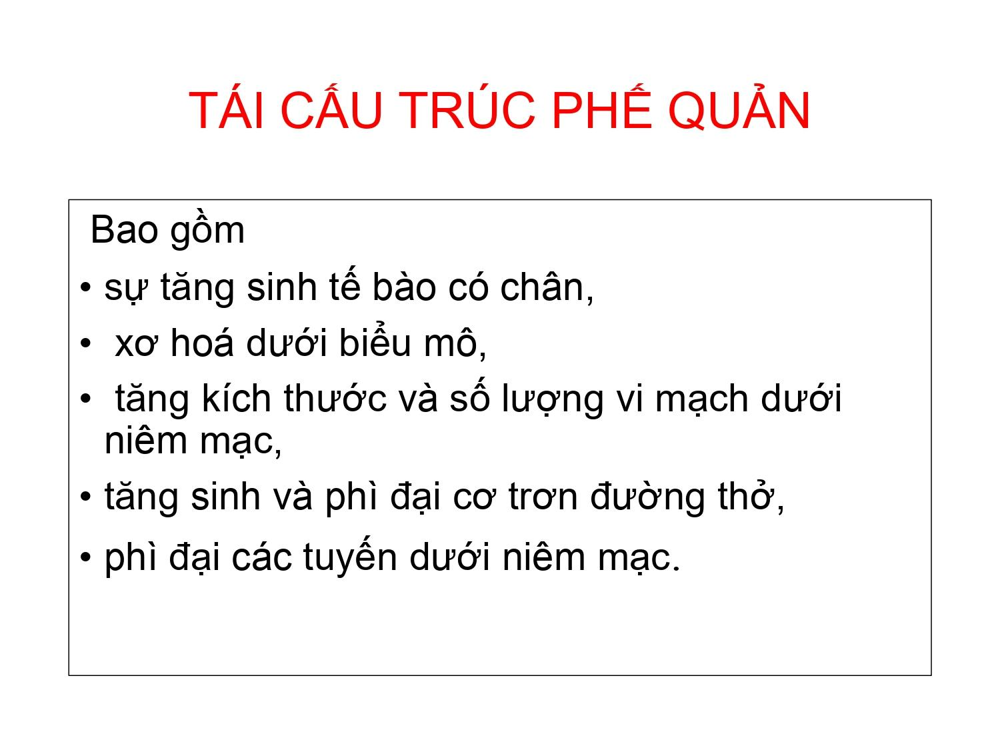 TÁI CẤU TRÚC PHẾ QUẢN
Bao gồm
• sự tăng sinh tế bào có chân,
• xơ hoá dưới biểu mô,
• tăng kích thước và số lượng vi mạch dưới
niêm mạc,
• tăng sinh và phì đại cơ trơn đường thở,
• phì đại các tuyến dưới niêm mạc.